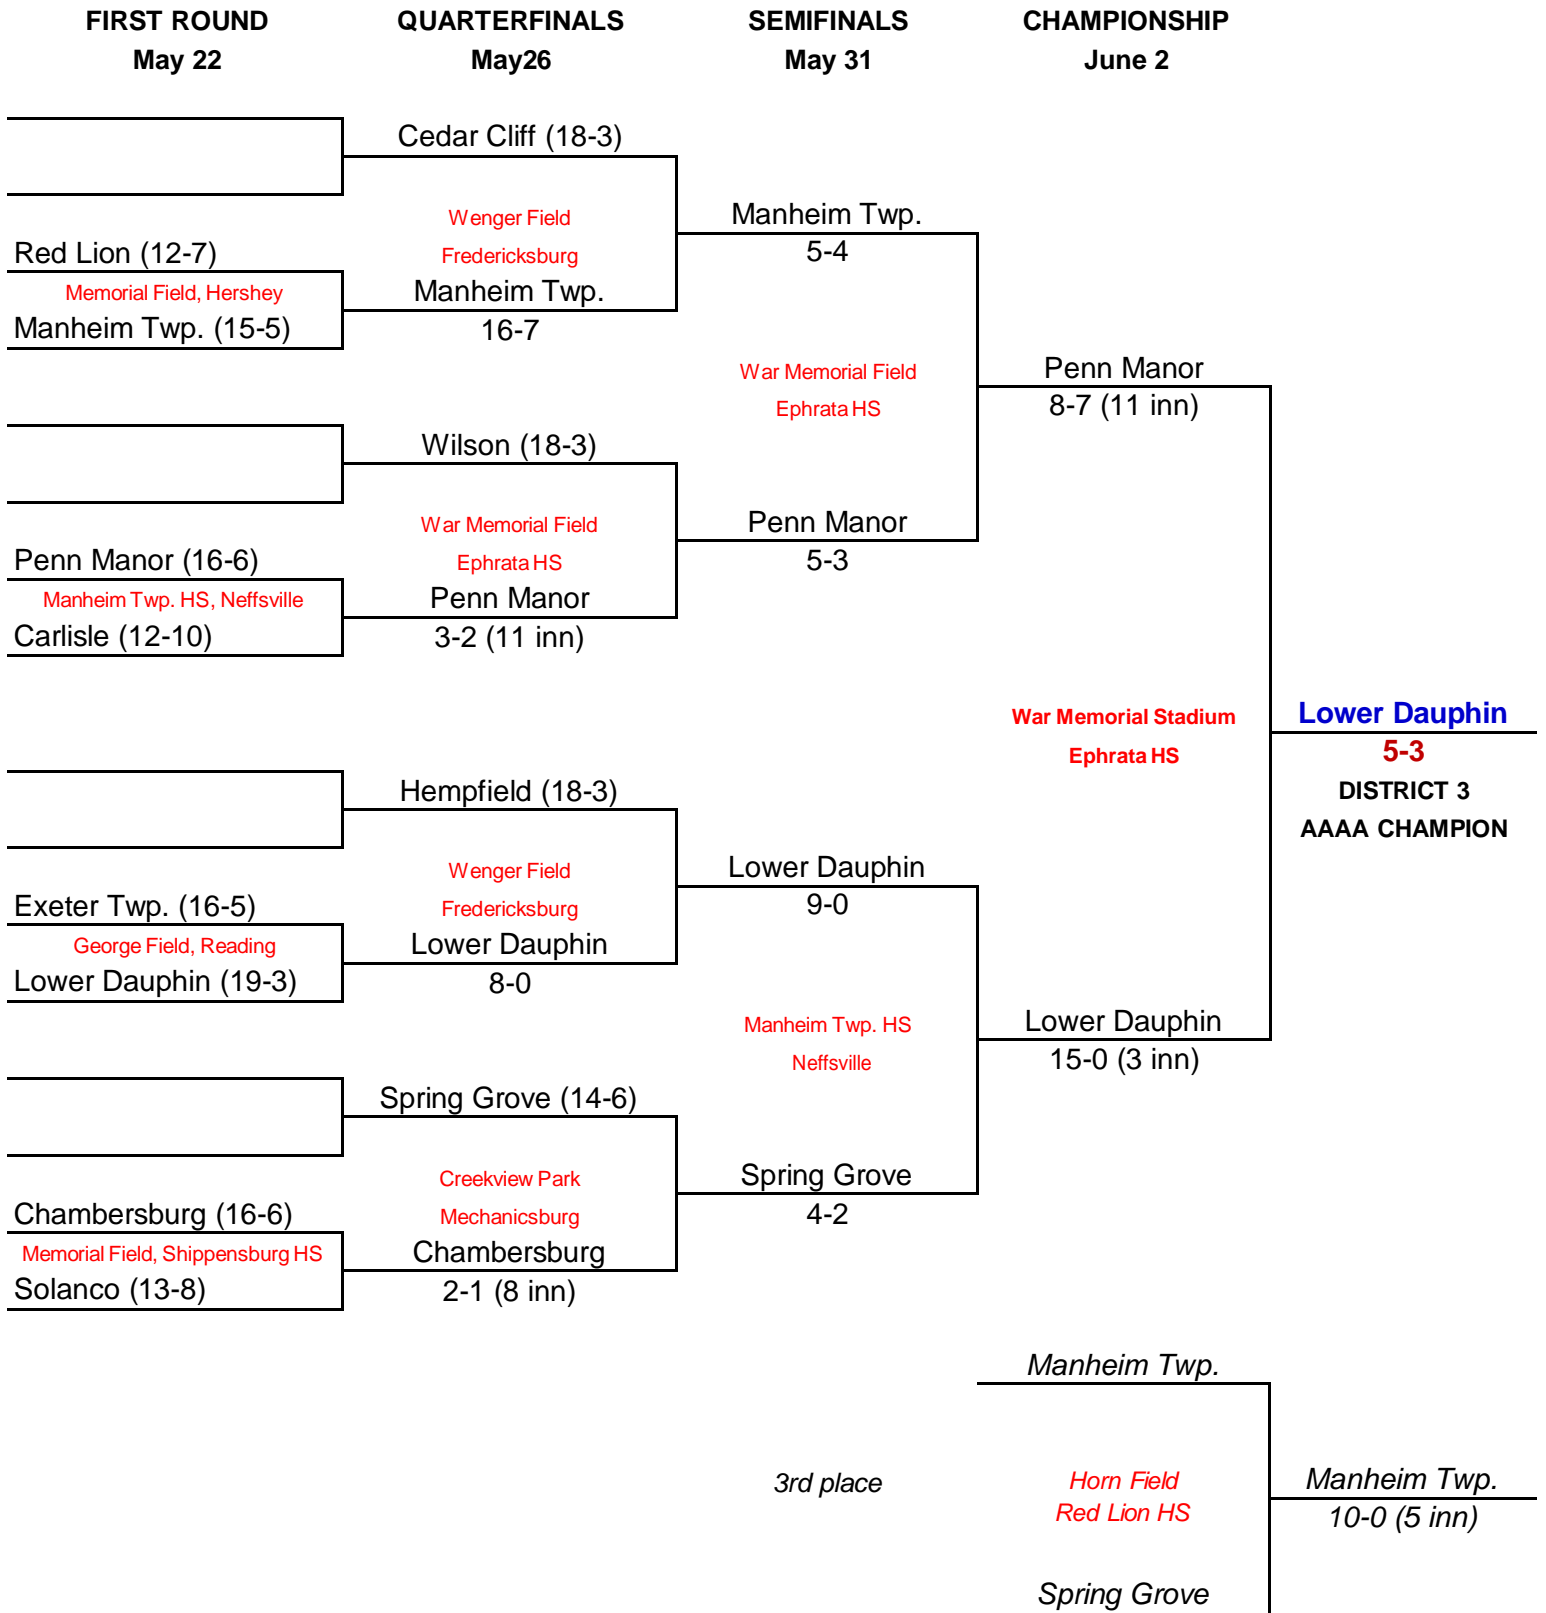 FIRST ROUND QUARTERFINALS SEMIFINALS CHAMPIONSHIP
May 22 May26 May 31 June 2
Cedar Cliff (18-3)
Wenger Field
Fredericksburg
Red Lion (12-7)
Memorial Field, Hershey
Manheim Twp. (15-5)
Manheim Twp.
16-7
Manheim Twp.
5-4
War Memorial Field
Ephrata HS
Wilson (18-3)
War Memorial Field
Ephrata HS
Penn Manor (16-6)
Manheim Twp. HS, Neffsville
Carlisle (12-10)
Penn Manor
3-2 (11 inn)
Penn Manor
5-3
Penn Manor
8-7 (11 inn)
War Memorial Stadium
Ephrata HS
Lower Dauphin
5-3
DISTRICT 3
AAAA CHAMPION
Hempfield (18-3)
Wenger Field
Fredericksburg
Exeter Twp. (16-5)
George Field, Reading
Lower Dauphin (19-3)
Lower Dauphin
8-0
Lower Dauphin
9-0
Manheim Twp. HS
Neffsville
Lower Dauphin
15-0 (3 inn)
Spring Grove (14-6)
Creekview Park
Mechanicsburg
Chambersburg (16-6)
Memorial Field, Shippensburg HS
Solanco (13-8)
Chambersburg
2-1 (8 inn)
Spring Grove
4-2
Manheim Twp.
3rd place
Horn Field
Red Lion HS
Manheim Twp.
10-0 (5 inn)
Spring Grove